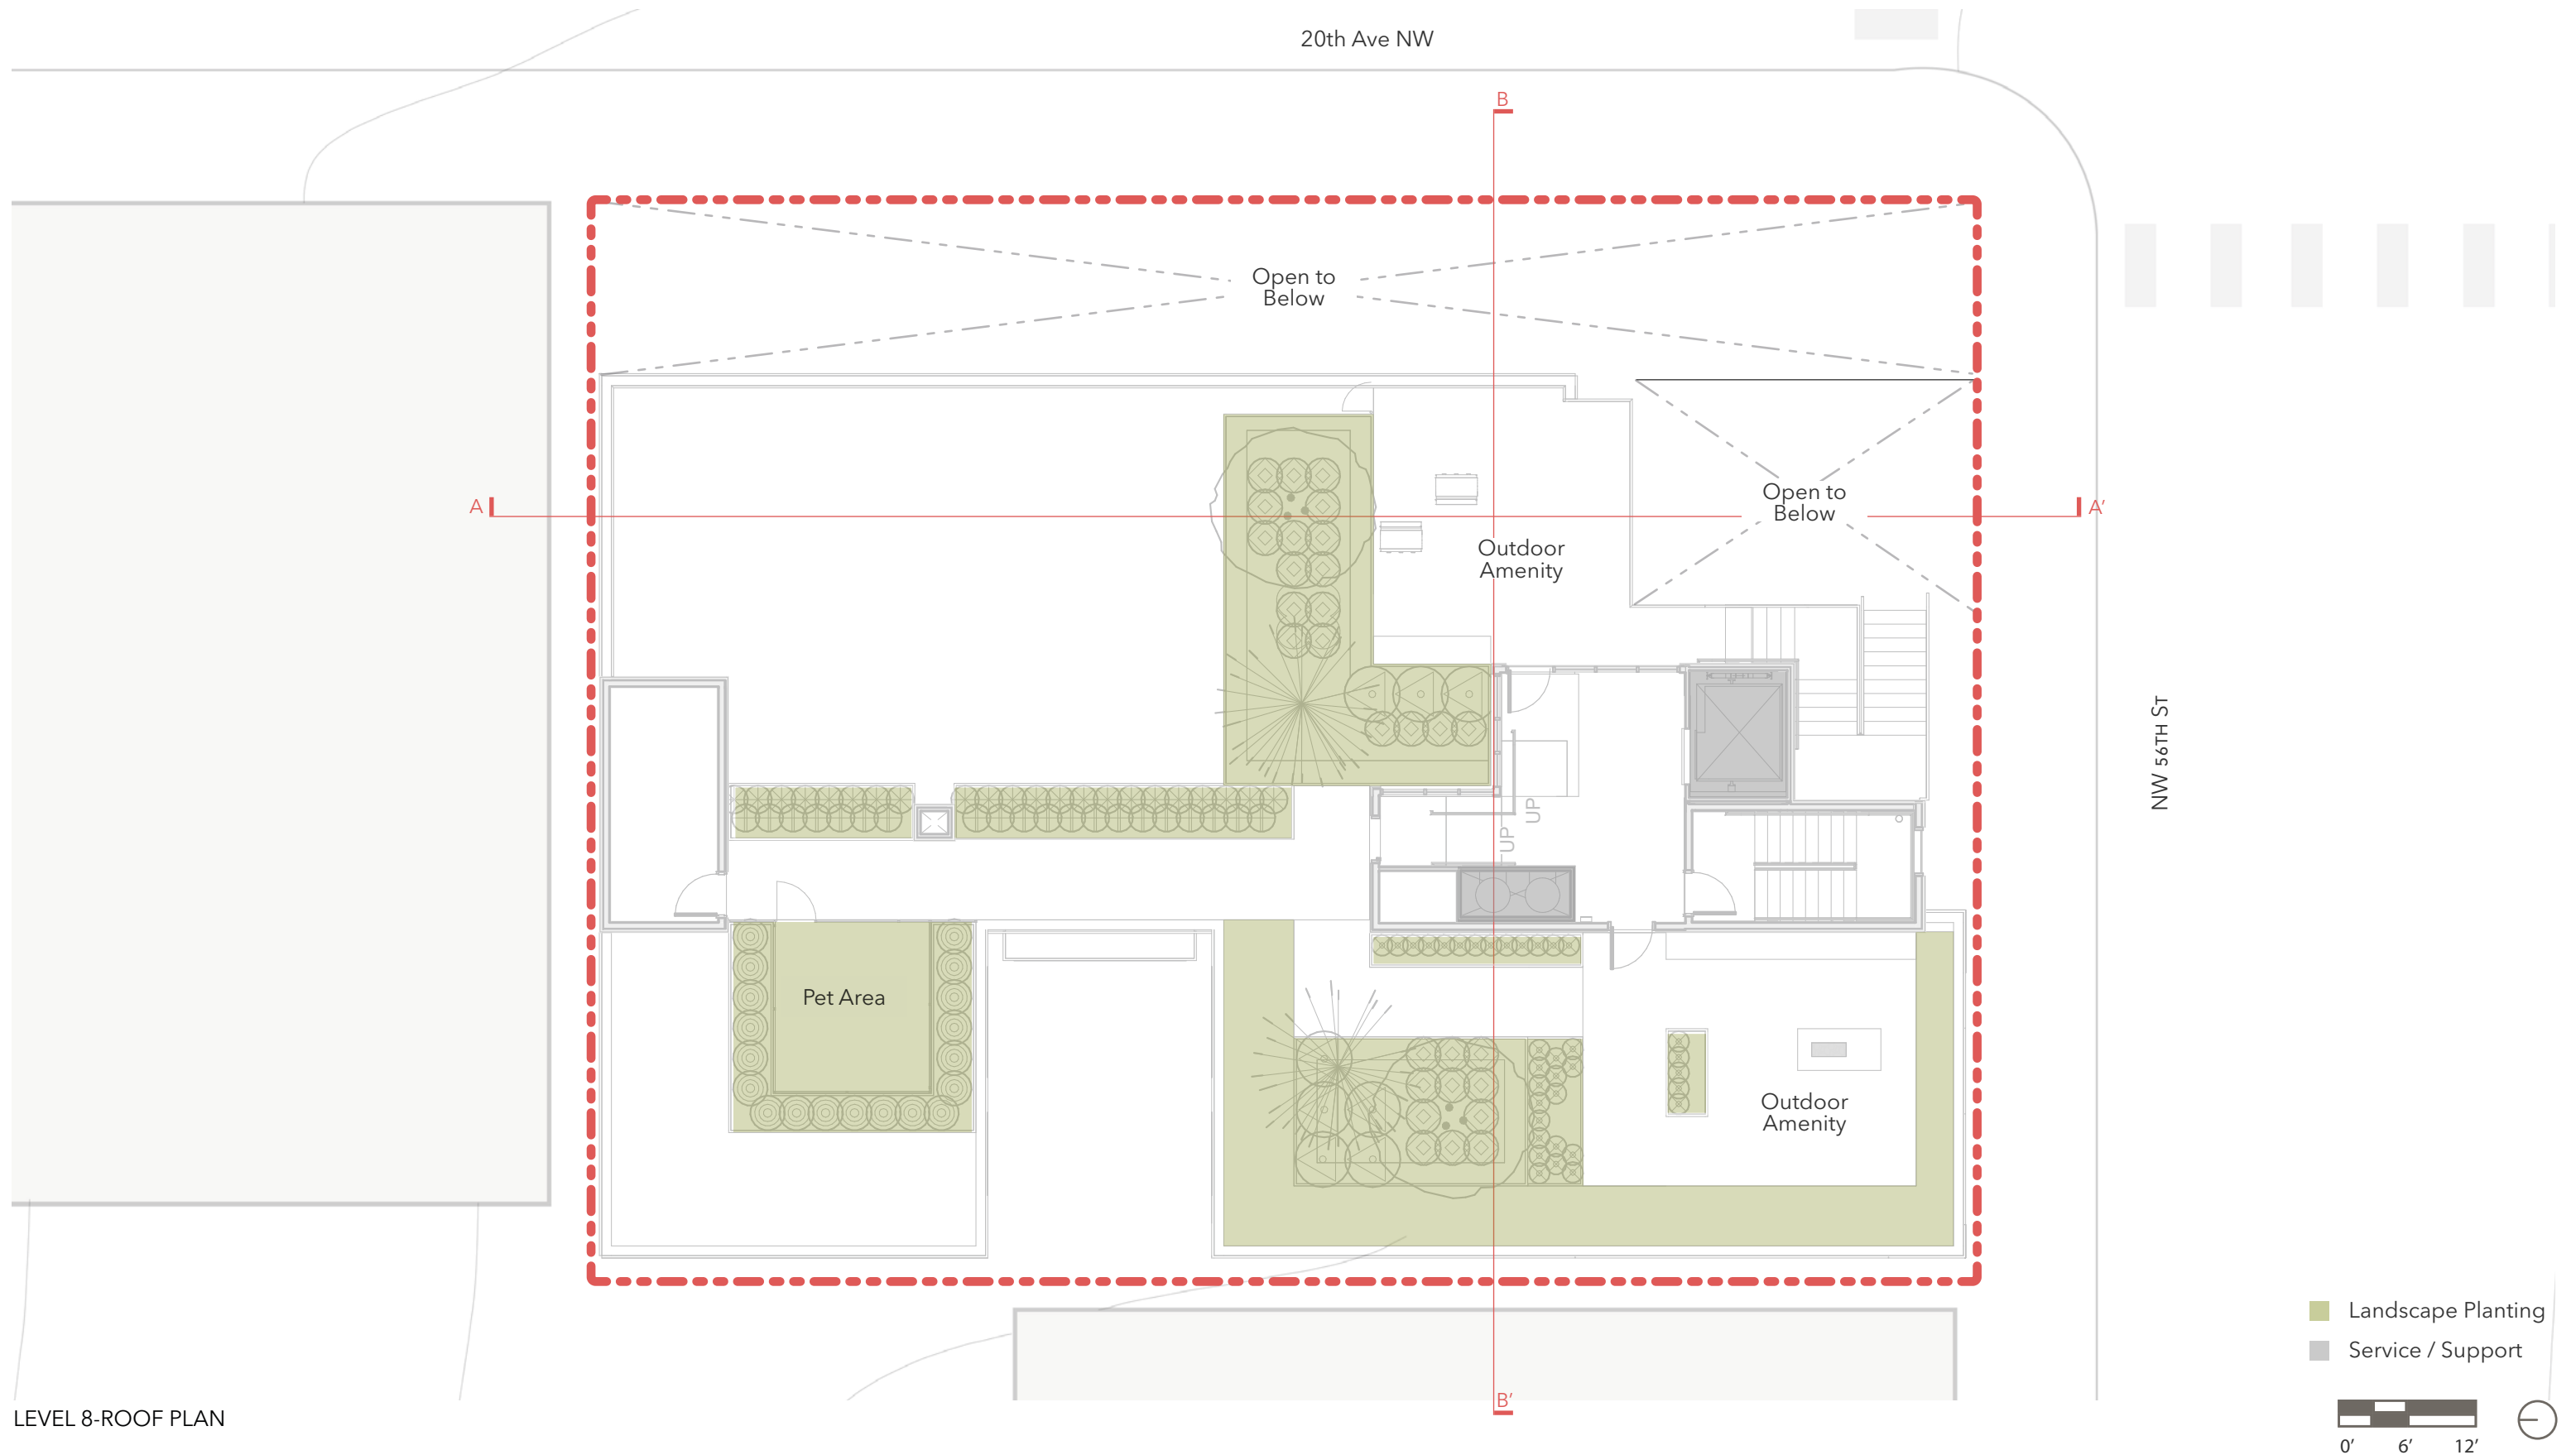 20th Ave NW
B
Open to
Below
A
Open to
Below
A'
Outdoor
Amenity
NW 56TH ST
UP
UP
Pet Area
Outdoor
Amenity
Landscape Planting
Service / Support
B'
LEVEL 8-ROOF PLAN
0' 6' 12'